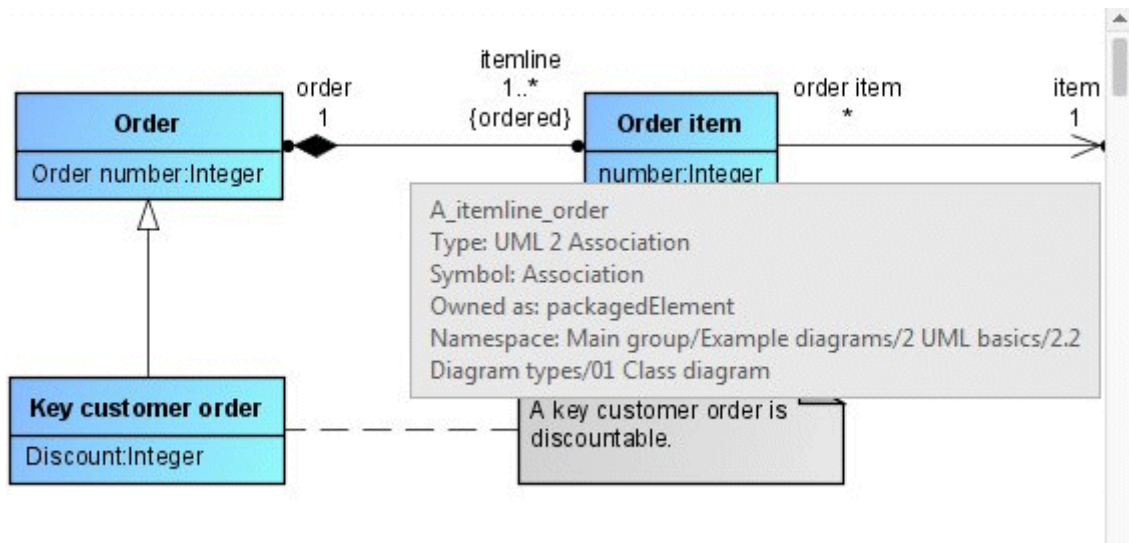 itemline
order
1..*
order item
item
1
{ordered}
*
1
Order
Order item
Order number:Integer
number:Integer
A_itemline_order
Type: UML 2 Association
Symbol: Association
Owned as: packagedElement
Namespace: Main group/Example diagrams/2 UML basics/2.2
Diagram types/01 Class diagram
Key customer order
Discount:Integer
A key customer order is
discountable.